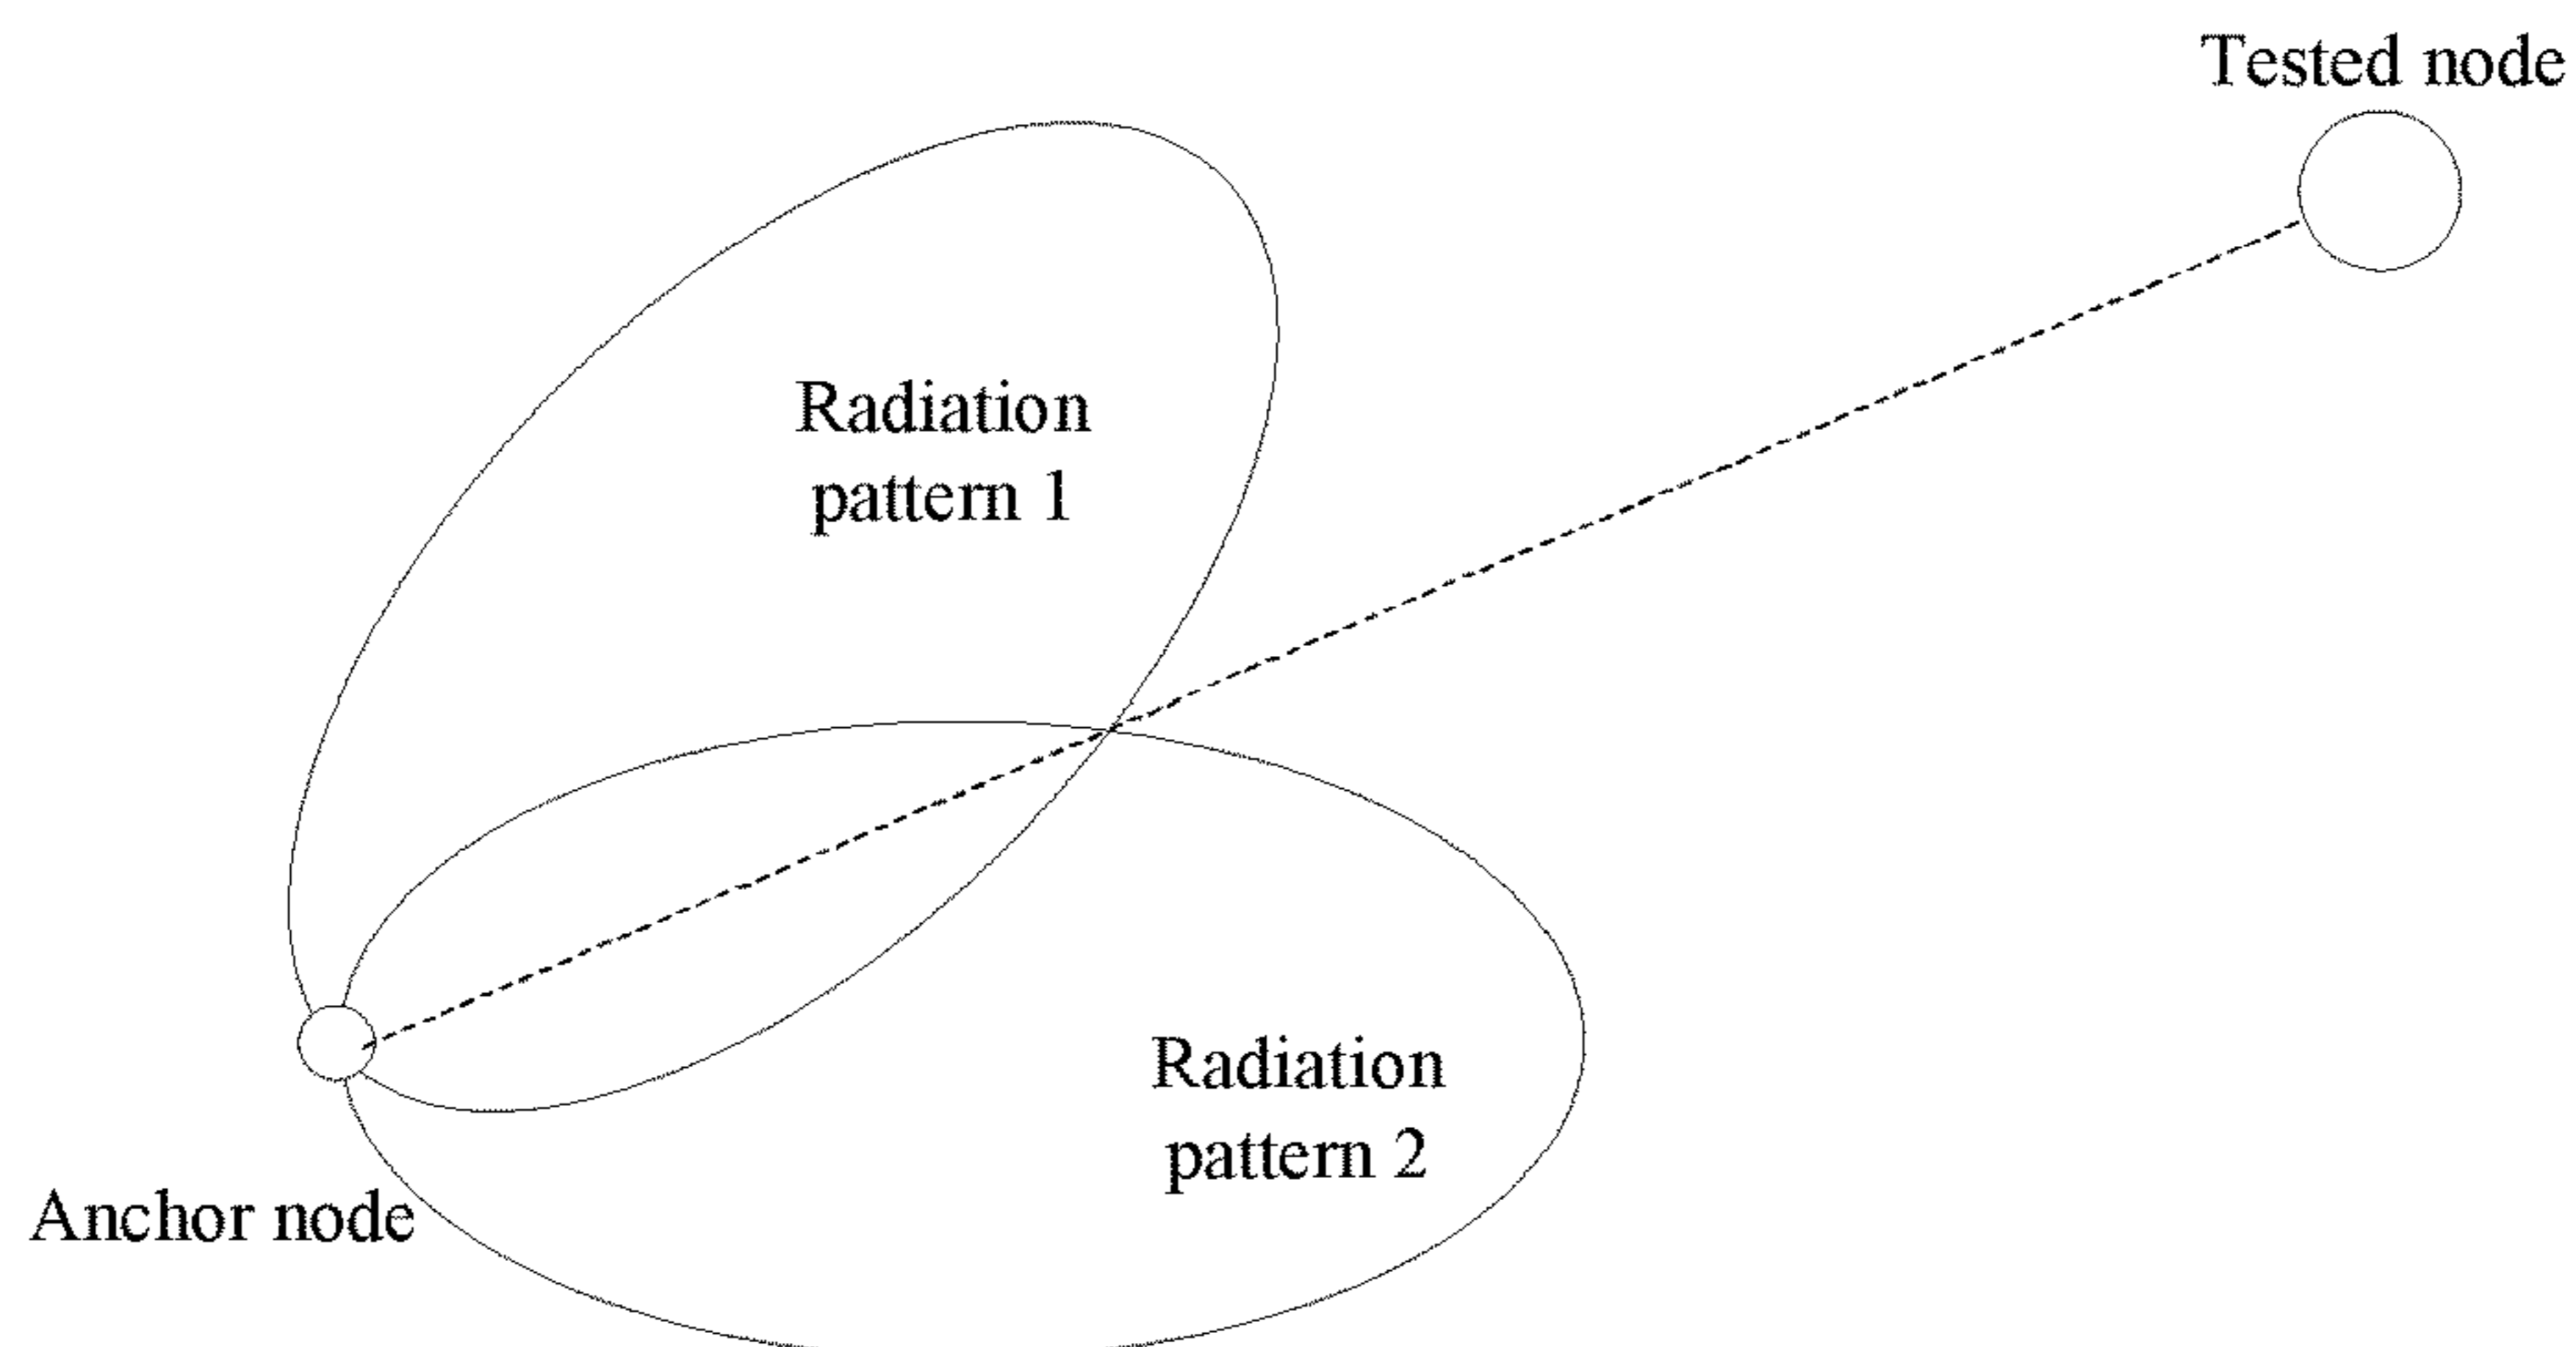 Tested node
Radiation
pattern 1
Radiation
pattern 2
Anchor node